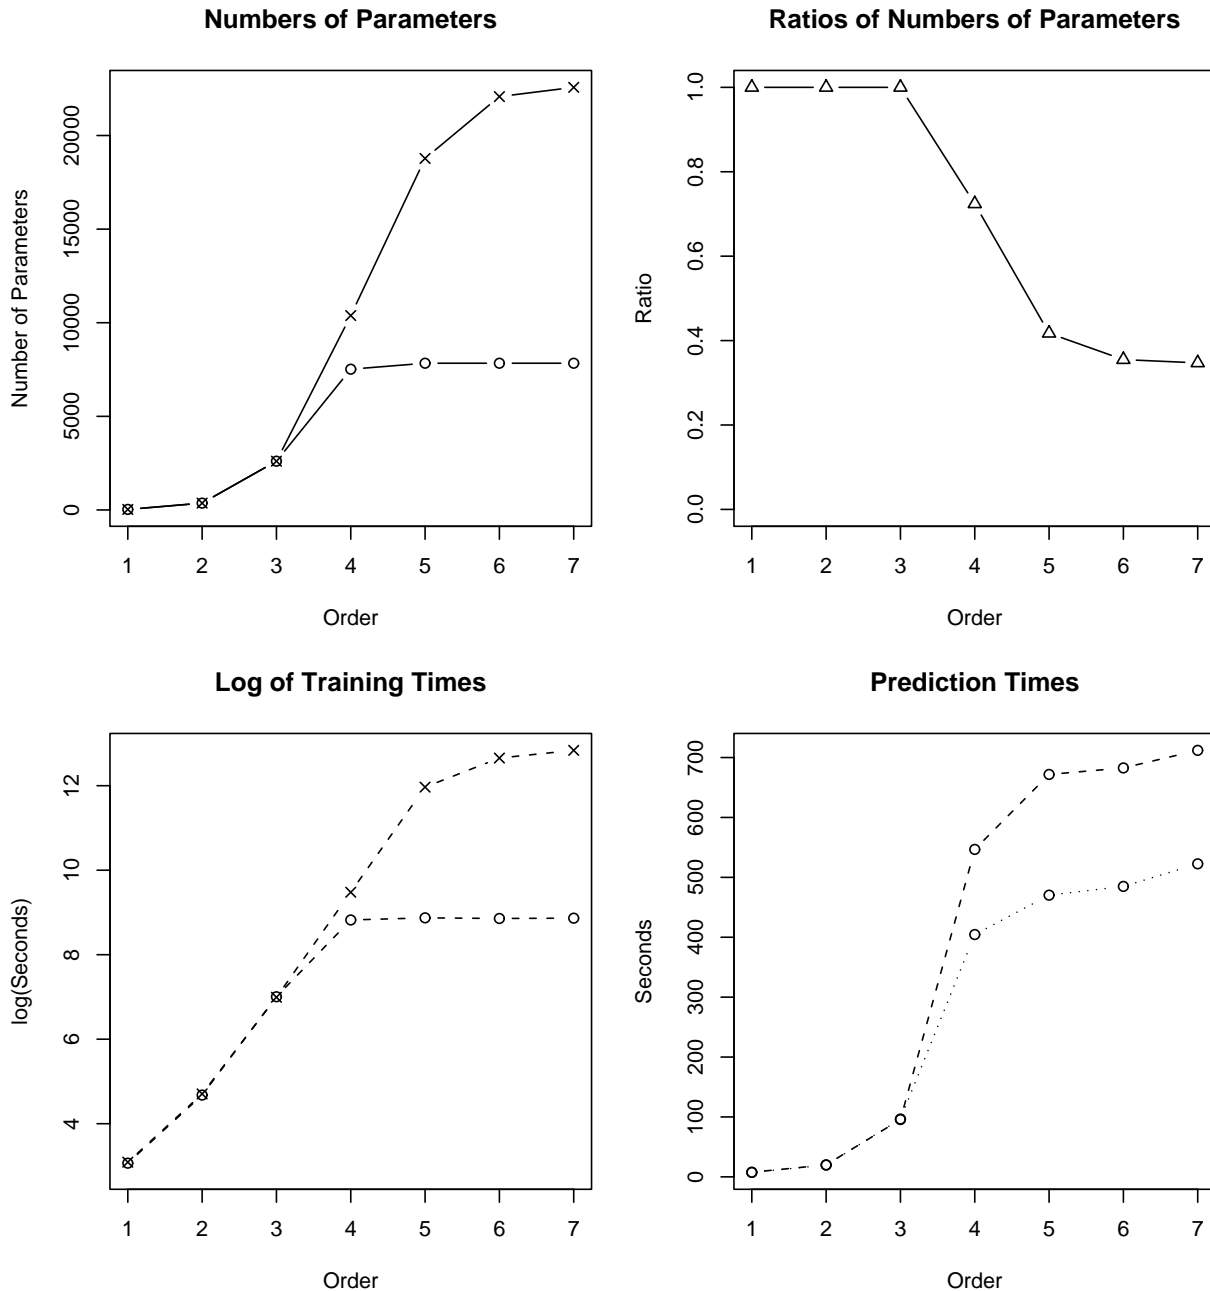 Numbers of Parameters
Number of Parameters
20000
15000
10000
5000
0
1 2 3 4 5 6 7
Order
Ratios of Numbers of Parameters
Ratio
1.0
0.8
0.6
0.4
0.2
0.0
1 2 3 4 5 6 7
Order
Log of Training Times
log(Seconds)
12
10
8
6
4
1 2 3 4 5 6 7
Order
Prediction Times
Seconds
700
600
500
400
300
200
100
0
1 2 3 4 5 6 7
Order